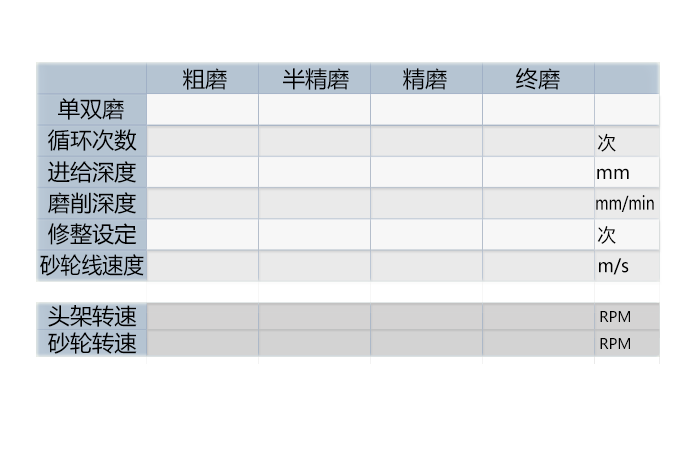 粗磨 半精磨 精磨 终磨
单双磨
循环次数 次
进给深度 mm
磨削深度 mm/min
修整设定 次
砂轮线速度 m/s
头架转速 RPM
砂轮转速 RPM